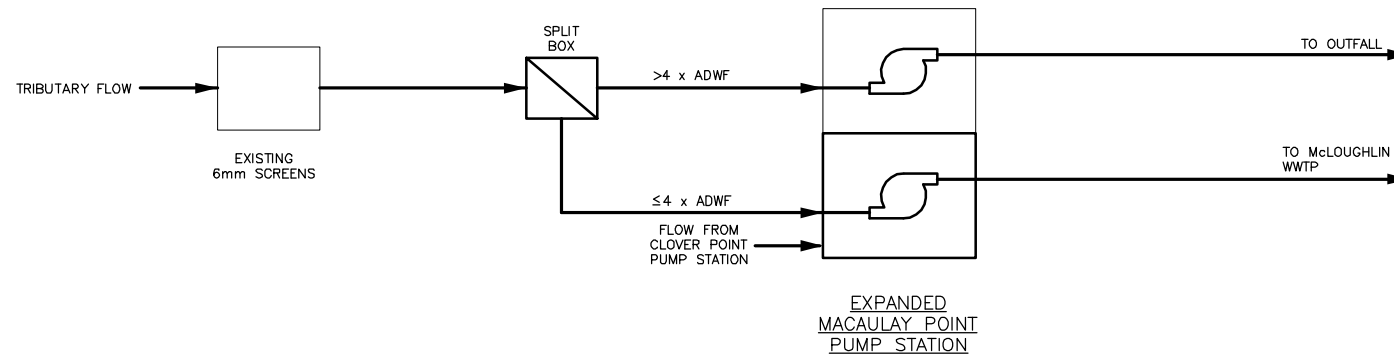 TRIBUTARY FLOW
EXISTING
6mm SCREENS
SPLIT
BOX
>4 x ADWF
≤4 x ADWF
FLOW FROM
CLOVER POINT
PUMP STATION
TO OUTFALL
TO McLOUGHLIN
WWTP
EXPANDED
MACAULAY POINT
PUMP STATION